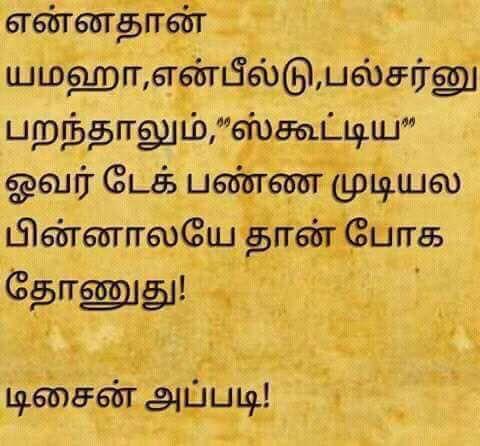 என்னதான்
யமஹா,என்பீல்டு,பல்சர்னு
பறந்தாலும்,"ஸ்கூட்டிய"
ஓவர் டேக் பண்ண முடியல
பின்னாலயே தான் போக
தோணுது!
டிசைன் அப்படி!